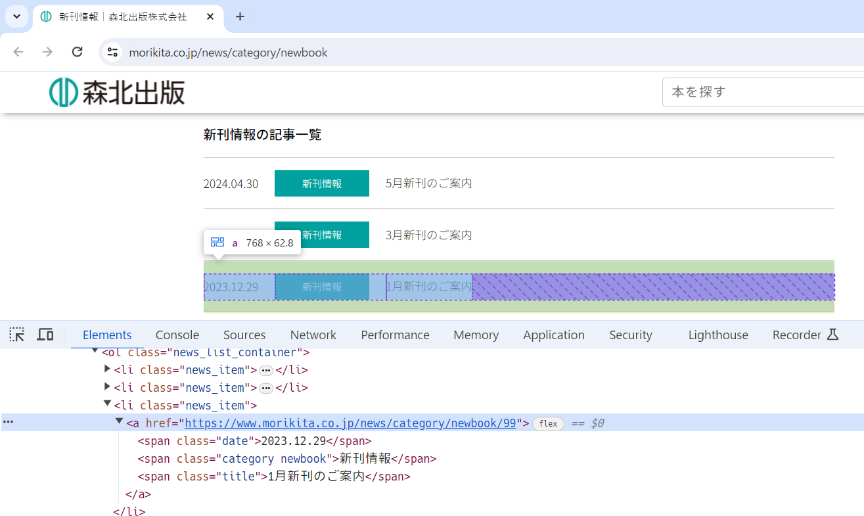 新刊情報｜森北出版株式会社
morikita.co.jp/news/category/newbook
森北出版
本を探す
新刊情報の記事一覧
2024.04.30 新刊情報 5月新刊のご案内
新刊情報 3月新刊のご案内
a 768 × 62.8
2023.12.29 新刊情報 1月新刊のご案内
Elements Console Sources Network Performance Memory Application Security Lighthouse Recorder
<ol class="news_list_container">
<li class="news_item"> ••• </li>
<li class="news_item"> ••• </li>
<li class="news_item">
••• <a href="https://www.morikita.co.jp/news/category/newbook/99"> flex == $0
<span class="date">2023.12.29</span>
<span class="category newbook">新刊情報</span>
<span class="title">1月新刊のご案内</span>
</a>
</li>